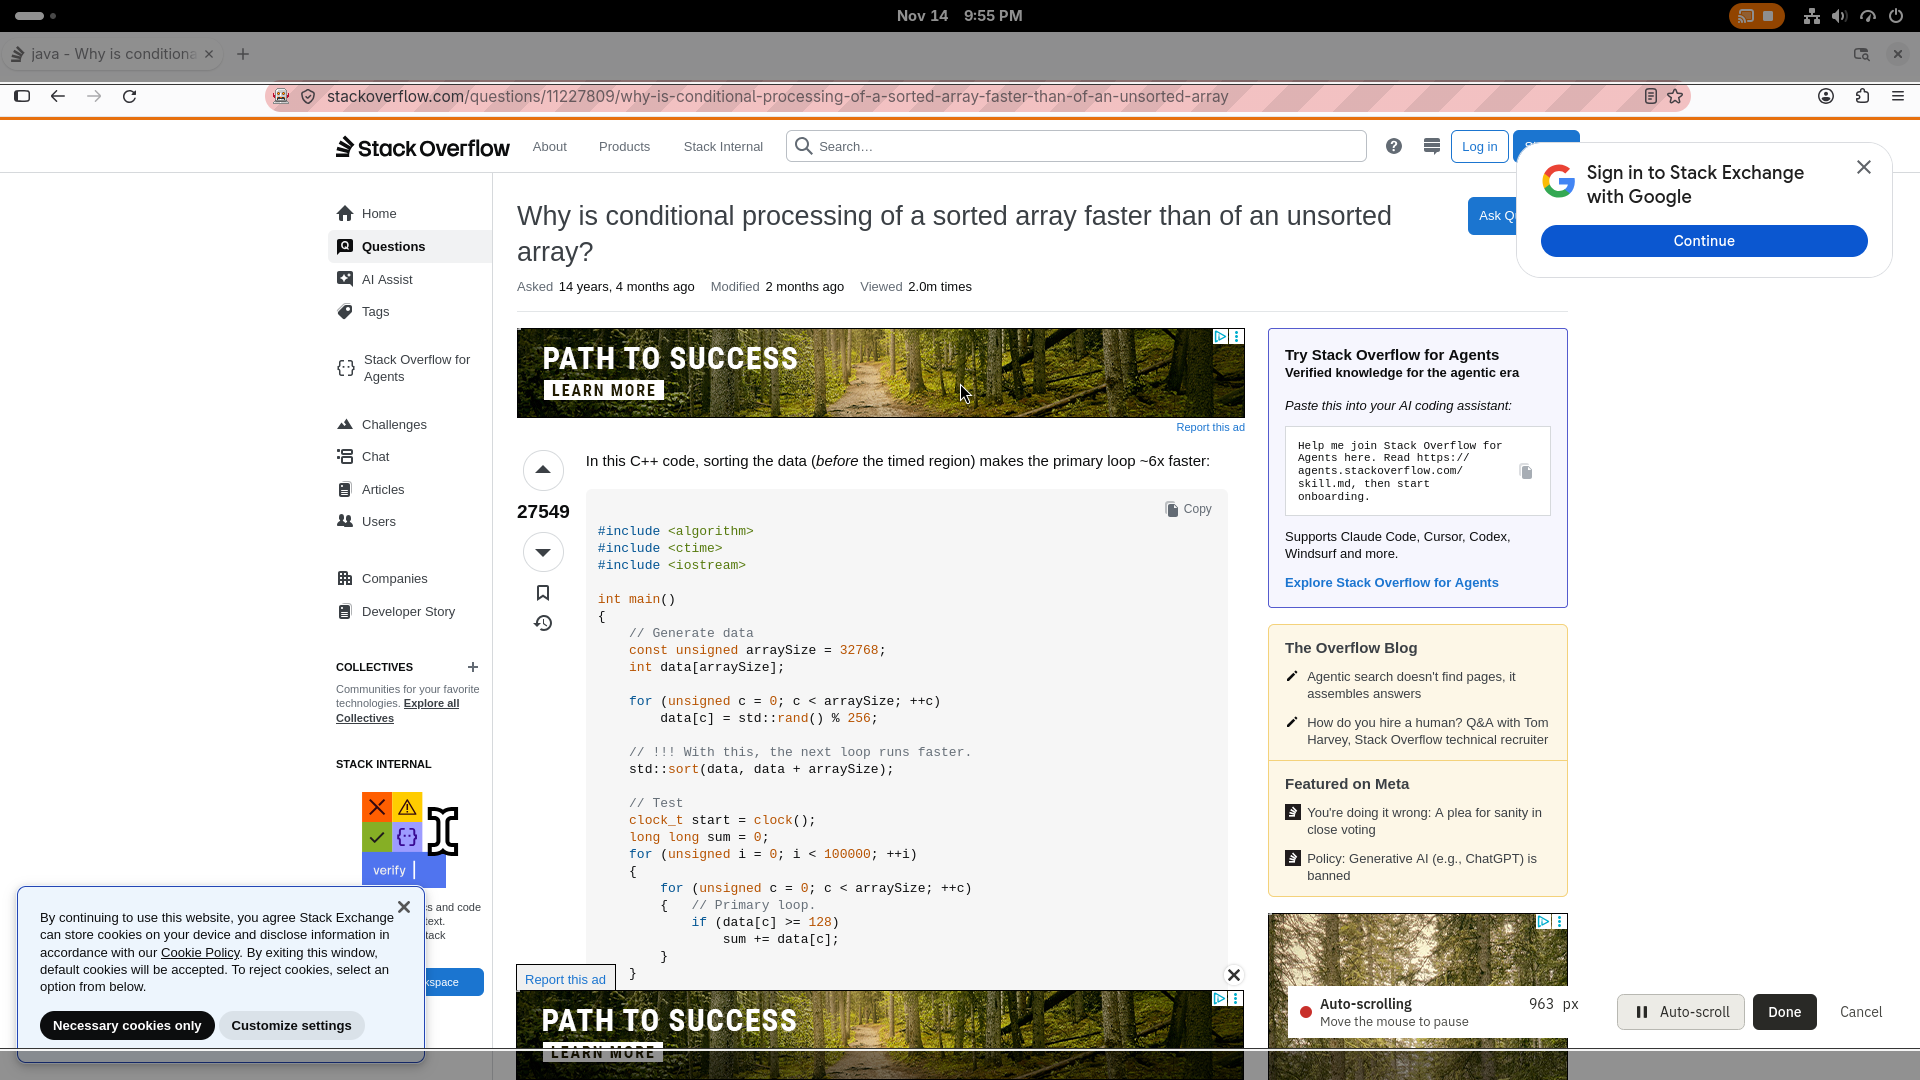 Nov 14 9:55 PM
java - Why is conditiona
stackoverflow.com/questions/11227809/why-is-conditional-processing-of-a-sorted-array-faster-than-of-an-unsorted-array
stack overflow
About
Products
Stack Internal
Search…
Log in
Sign in to Stack Exchange
with Google
Continue
Home
Questions
AI Assist
Tags
Stack Overflow for
Agents
Challenges
Chat
Articles
Users
Companies
Developer Story
COLLECTIVES
Communities for your favorite
technologies. Explore all
Collectives
STACK INTERNAL
verify
s and code
text.
tack
kspace
Why is conditional processing of a sorted array faster than of an unsorted
array?
Ask Q
Asked 14 years, 4 months ago Modified 2 months ago Viewed 2.0m times
PATH TO SUCCESS
LEARN MORE
Report this ad
27549
In this C++ code, sorting the data (before the timed region) makes the primary loop ~6x faster:
Copy
#include <algorithm>
#include <ctime>
#include <iostream>
int main()
{
// Generate data
const unsigned arraySize = 32768;
int data[arraySize];
for (unsigned c = 0; c < arraySize; ++c)
data[c] = std::rand() % 256;
// !!! With this, the next loop runs faster.
std::sort(data, data + arraySize);
// Test
clock_t start = clock();
long long sum = 0;
for (unsigned i = 0; i < 100000; ++i)
{
for (unsigned c = 0; c < arraySize; ++c)
{ // Primary loop.
if (data[c] >= 128)
sum += data[c];
}
}
Report this ad
PATH TO SUCCESS
LEARN MORE
Try Stack Overflow for Agents
Verified knowledge for the agentic era
Paste this into your AI coding assistant:
Help me join Stack Overflow for
Agents here. Read https://
agents.stackoverflow.com/
skill.md, then start
onboarding.
Supports Claude Code, Cursor, Codex,
Windsurf and more.
Explore Stack Overflow for Agents
The Overflow Blog
Agentic search doesn't find pages, it
assembles answers
How do you hire a human? Q&A with Tom
Harvey, Stack Overflow technical recruiter
Featured on Meta
You're doing it wrong: A plea for sanity in
close voting
Policy: Generative AI (e.g., ChatGPT) is
banned
By continuing to use this website, you agree Stack Exchange
can store cookies on your device and disclose information in
accordance with our Cookie Policy. By exiting this window,
default cookies will be accepted. To reject cookies, select an
option from below.
Necessary cookies only
Customize settings
Auto-scrolling 963 px
Move the mouse to pause
Auto-scroll
Done
Cancel